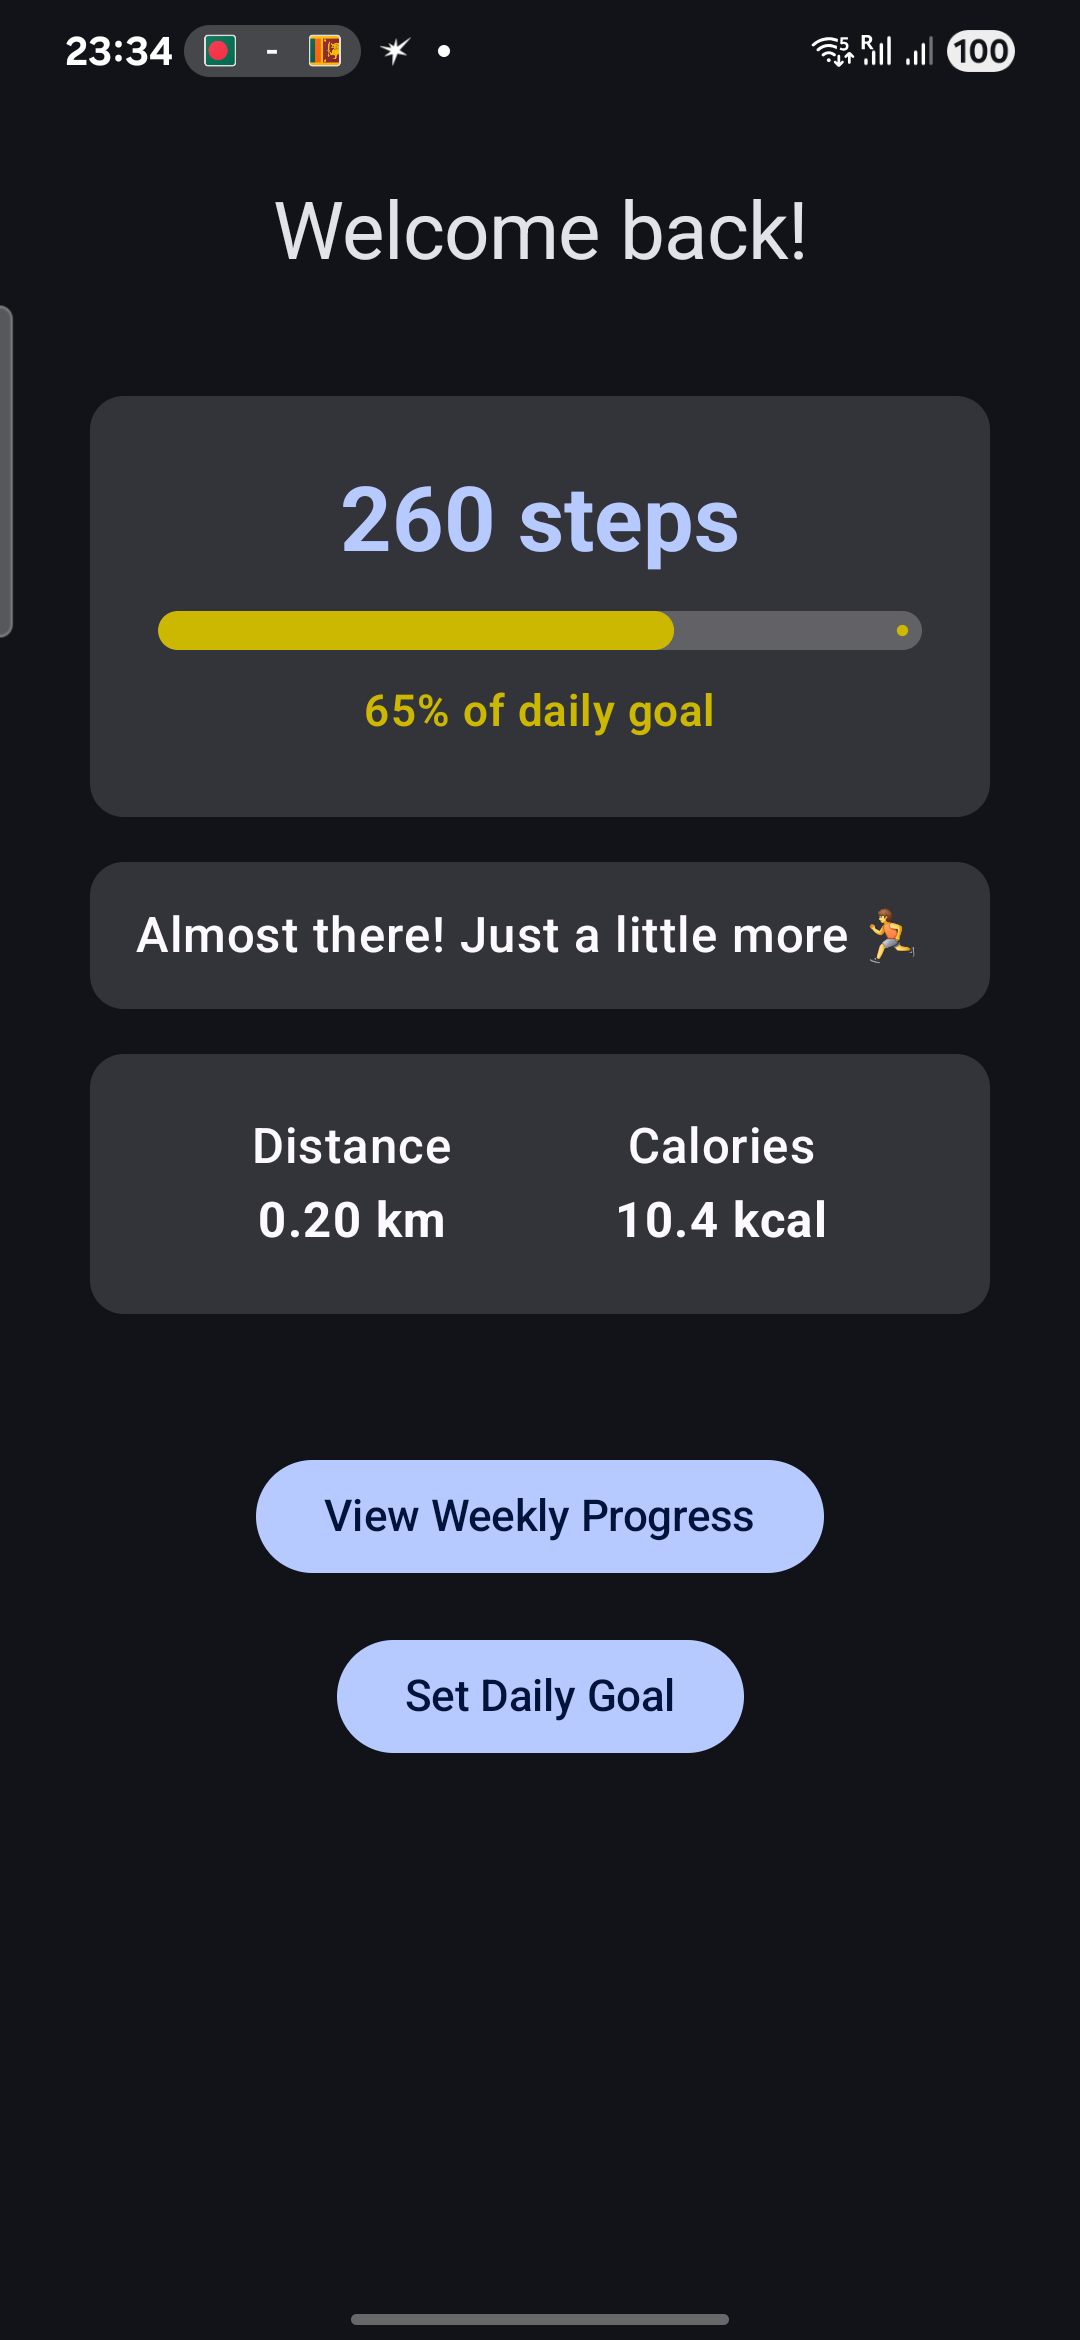 23:34 - 5 R 100
Welcome back!
260 steps
65% of daily goal
Almost there! Just a little more 🏃
Distance Calories
0.20 km 10.4 kcal
View Weekly Progress
Set Daily Goal